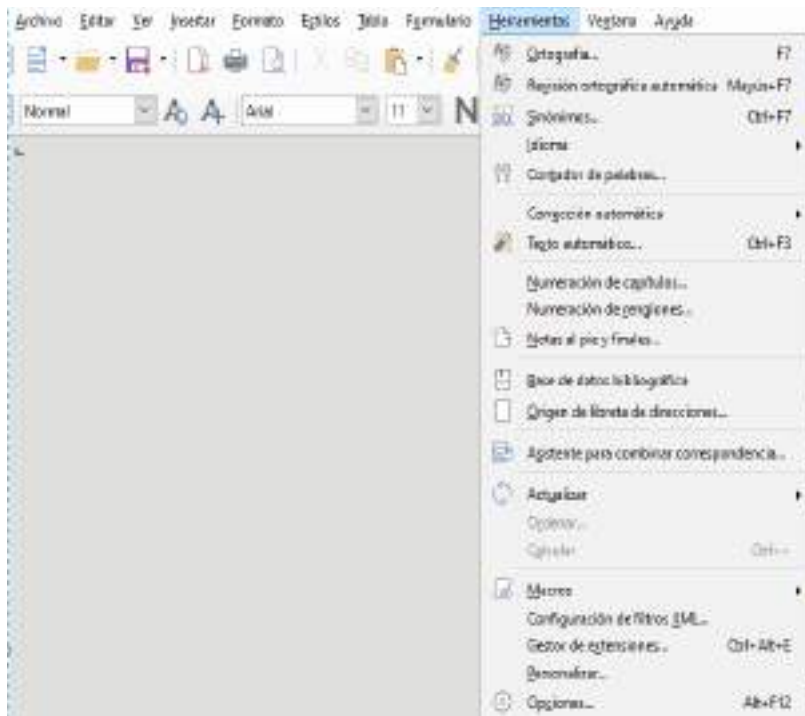 Archivo Editar Ver Insertar Formato Estilos Tabla Formulario Herramientas Ventana Ayuda
Normal Arial 11 N
Ortografía... F7
Revisión ortográfica automática Mayús+F7
Sinónimos... Ctrl+F7
Idioma
Contador de palabras...
Corrección automática
Texto automático... Ctrl+F3
Numeración de capítulos...
Numeración de renglones...
Notas al pie y finales...
Base de datos bibliográfica
Origen de libreta de direcciones...
Asistente para combinar correspondencia...
Actualizar
Ordenar...
Calcular Ctrl++
Macros
Configuración de filtros XML...
Gestor de extensiones... Ctrl+Alt+E
Personalizar...
Opciones... Alt+F12